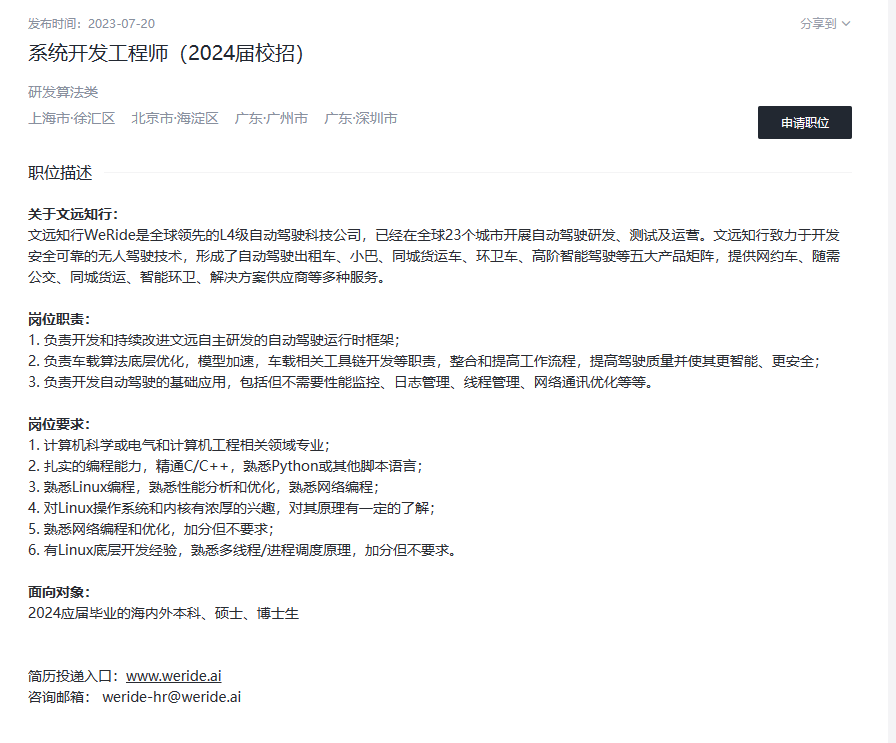 发布时间：2023-07-20
分享到
系统开发工程师（2024届校招）
研发算法类
上海市·徐汇区 北京市·海淀区 广东·广州市 广东·深圳市
申请职位
职位描述
关于文远知行：
文远知行WeRide是全球领先的L4级自动驾驶科技公司，已经在全球23个城市开展自动驾驶研发、测试及运营。文远知行致力于开发
安全可靠的无人驾驶技术，形成了自动驾驶出租车、小巴、同城货运车、环卫车、高阶智能驾驶等五大产品矩阵，提供网约车、随需
公交、同城货运、智能环卫、解决方案供应商等多种服务。
岗位职责：
1. 负责开发和持续改进文远自主研发的自动驾驶运行时框架；
2. 负责车载算法底层优化，模型加速，车载相关工具链开发等职责，整合和提高工作流程，提高驾驶质量并使其更智能、更安全；
3. 负责开发自动驾驶的基础应用，包括但不需要性能监控、日志管理、线程管理、网络通讯优化等等。
岗位要求：
1. 计算机科学或电气和计算机工程相关领域专业；
2. 扎实的编程能力，精通C/C++，熟悉Python或其他脚本语言；
3. 熟悉Linux编程，熟悉性能分析和优化，熟悉网络编程；
4. 对Linux操作系统和内核有浓厚的兴趣，对其原理有一定的了解；
5. 熟悉网络编程和优化，加分但不要求；
6. 有Linux底层开发经验，熟悉多线程/进程调度原理，加分但不要求。
面向对象：
2024应届毕业的海内外本科、硕士、博士生
简历投递入口：www.weride.ai
咨询邮箱： weride-hr@weride.ai